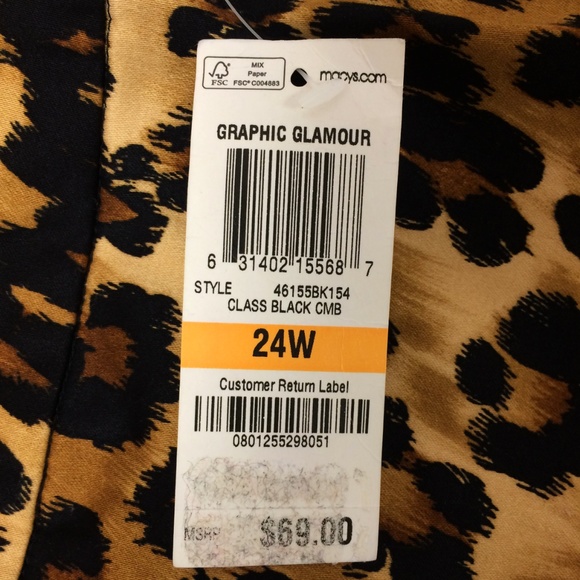 FSC
MIX
Paper
FSC® C004883
macys.com
GRAPHIC GLAMOUR
6 31402 15568 7
STYLE 46155BK154
CLASS BLACK CMB
24W
Customer Return Label
0801255298051
MSRP $69.00